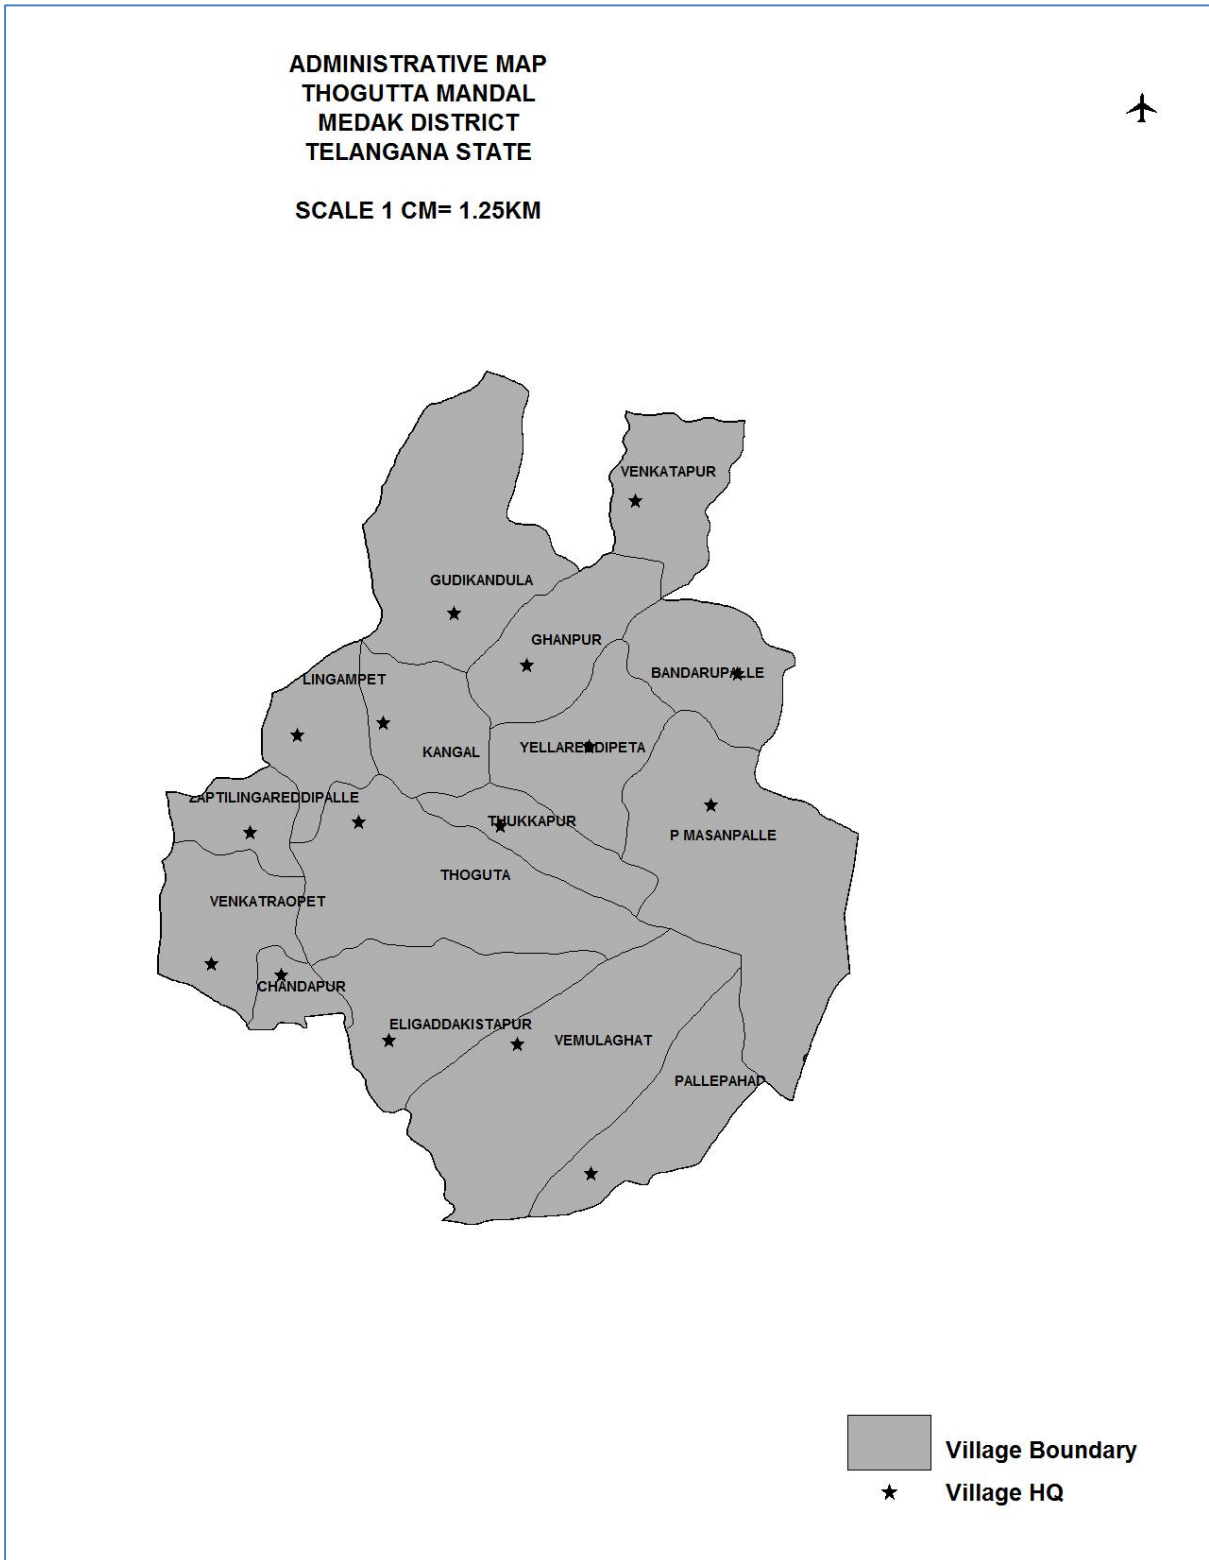 ADMINISTRATIVE MAP
THOGUTTA MANDAL
MEDAK DISTRICT
TELANGANA STATE
SCALE 1 CM= 1.25KM
VENKATAPUR
GUDIKANDULA
GHANPUR
BANDARUPALLE
LINGAMPET
KANGAL
YELLAREDDIPETA
ZAPTILINGAREDDIPALLE
THUKKAPUR
P MASANPALLE
THOGUTA
VENKATRAOPET
CHANDAPUR
ELIGADDAKISTAPUR
VEMULAGHAT
PALLEPAHAD
Village Boundary
Village HQ